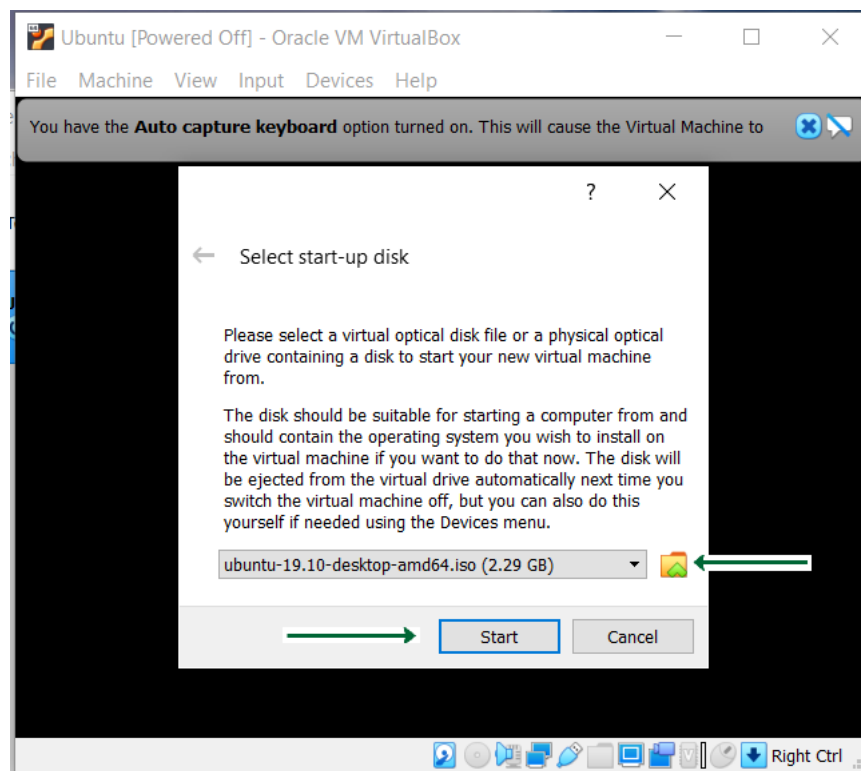 Ubuntu [Powered Off] - Oracle VM VirtualBox
File Machine View Input Devices Help
You have the Auto capture keyboard option turned on. This will cause the Virtual Machine to
?
Select start-up disk
Please select a virtual optical disk file or a physical optical
drive containing a disk to start your new virtual machine
from.
The disk should be suitable for starting a computer from and
should contain the operating system you wish to install on
the virtual machine if you want to do that now. The disk will
be ejected from the virtual drive automatically next time you
switch the virtual machine off, but you can also do this
yourself if needed using the Devices menu.
ubuntu-19.10-desktop-amd64.iso (2.29 GB)
Start Cancel
Right Ctrl